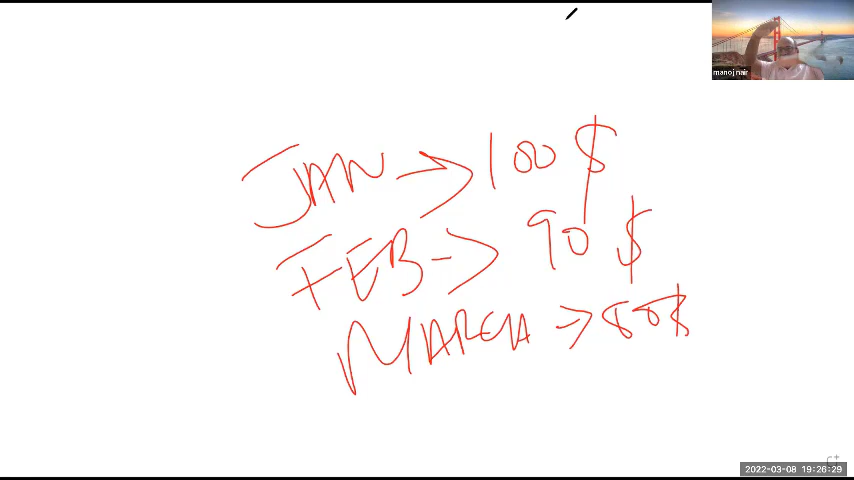 manoj nair
JAN → 100 $
FEB → 90 $
MARCH → 80 $
2022-03-08 19:26:29